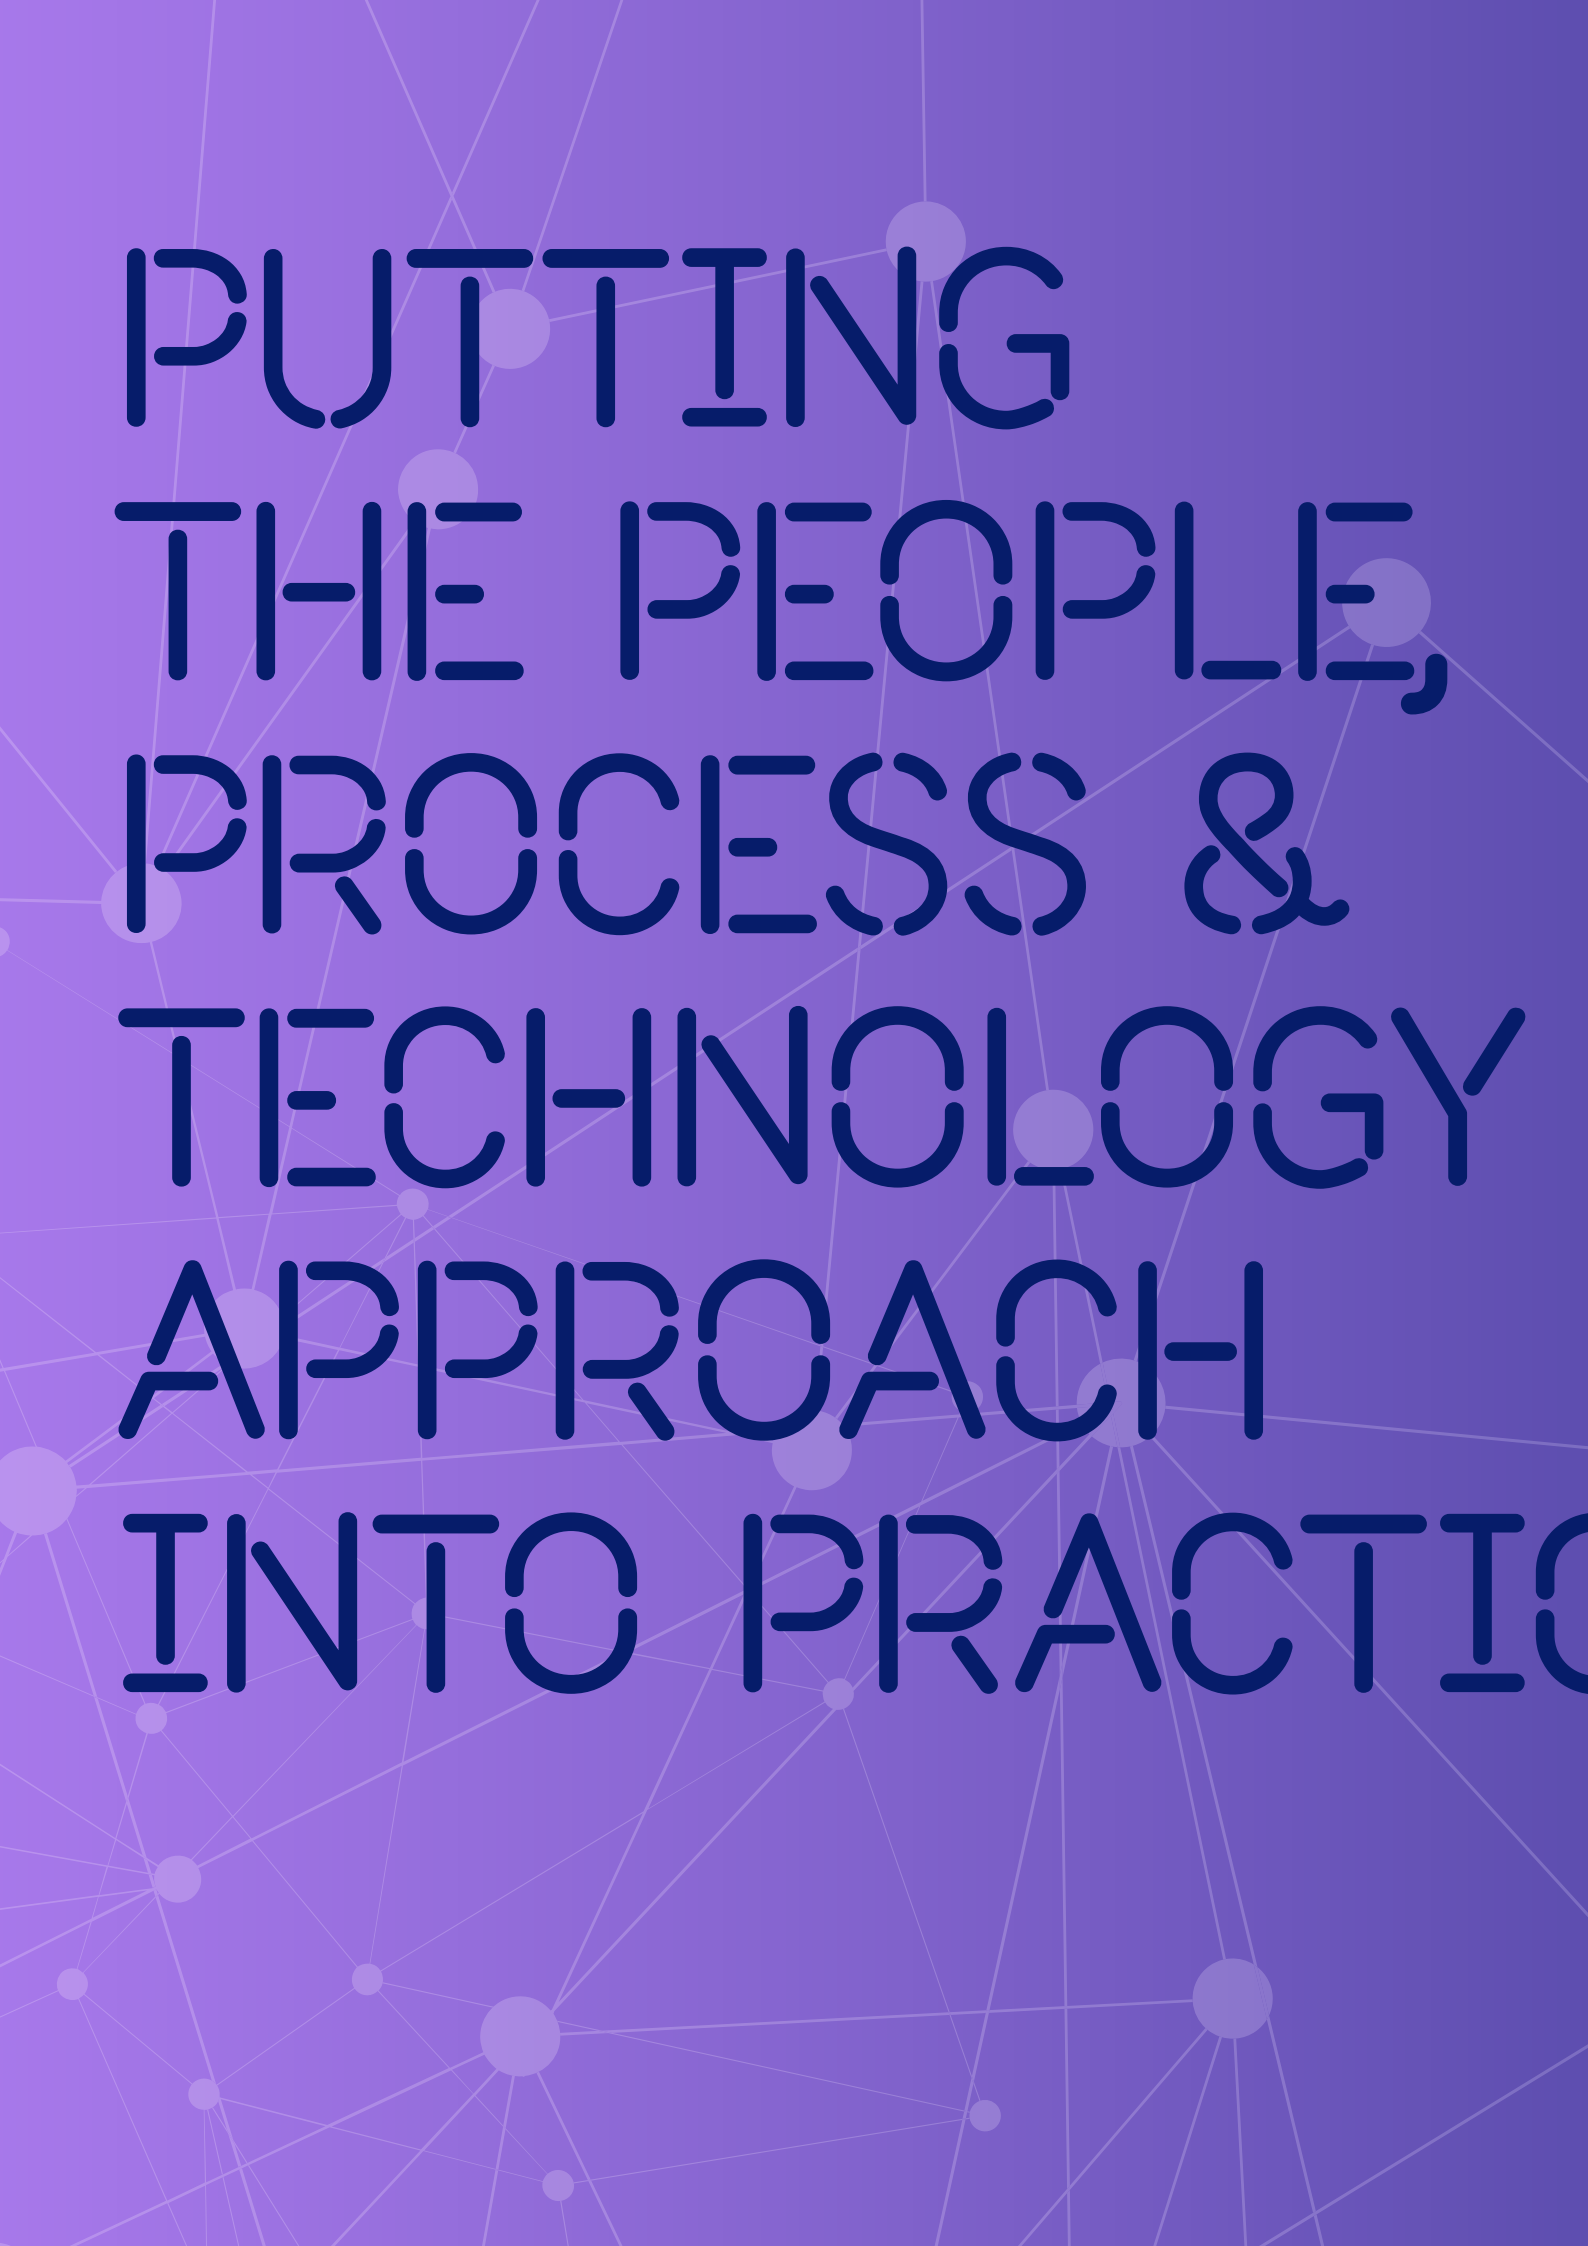 PUTTING
THE PEOPLE,
PROCESS &
TECHNOLOGY
APPROACH
INTO PRACTIC